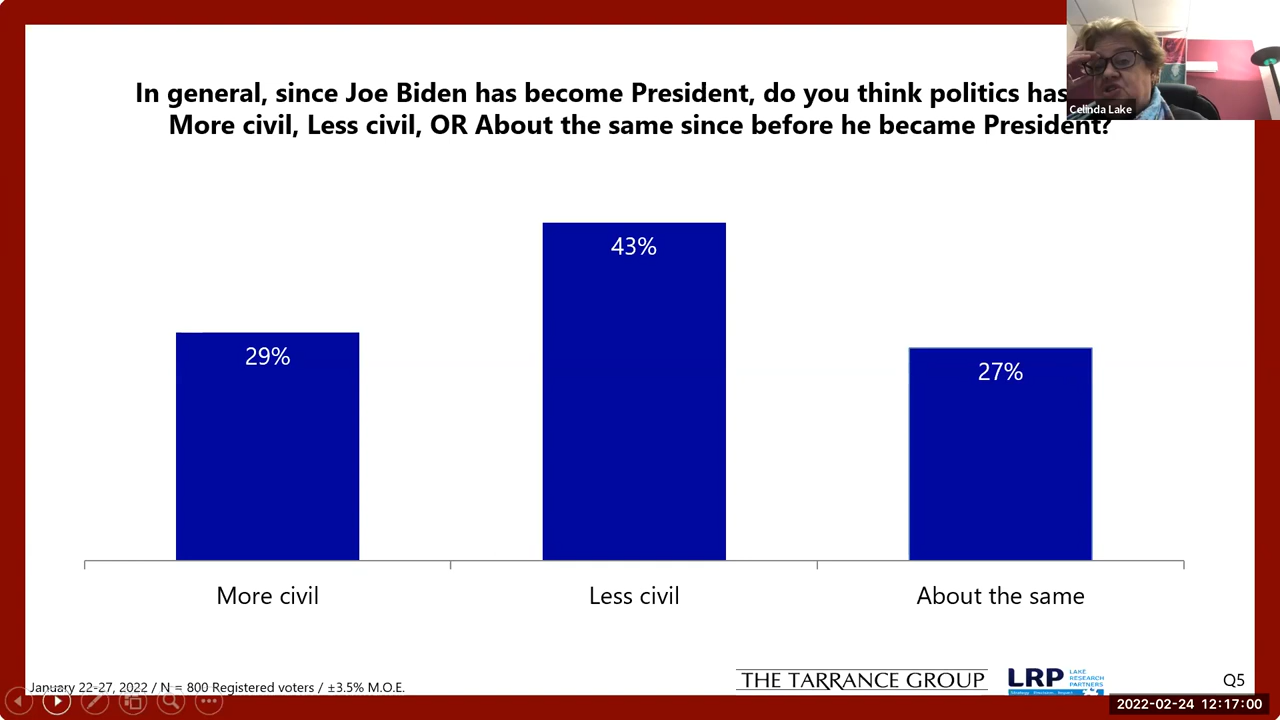 In general, since Joe Biden has become President, do you think politics has
More civil, Less civil, OR About the same since before he became President?
Celinda Lake
43%
29%
27%
More civil
Less civil
About the same
January 22-27, 2022 / N = 800 Registered voters / ±3.5% M.O.E.
THE TARRANCE GROUP
LRP
LAKE
RESEARCH
PARTNERS
Q5
2022-02-24 12:17:00